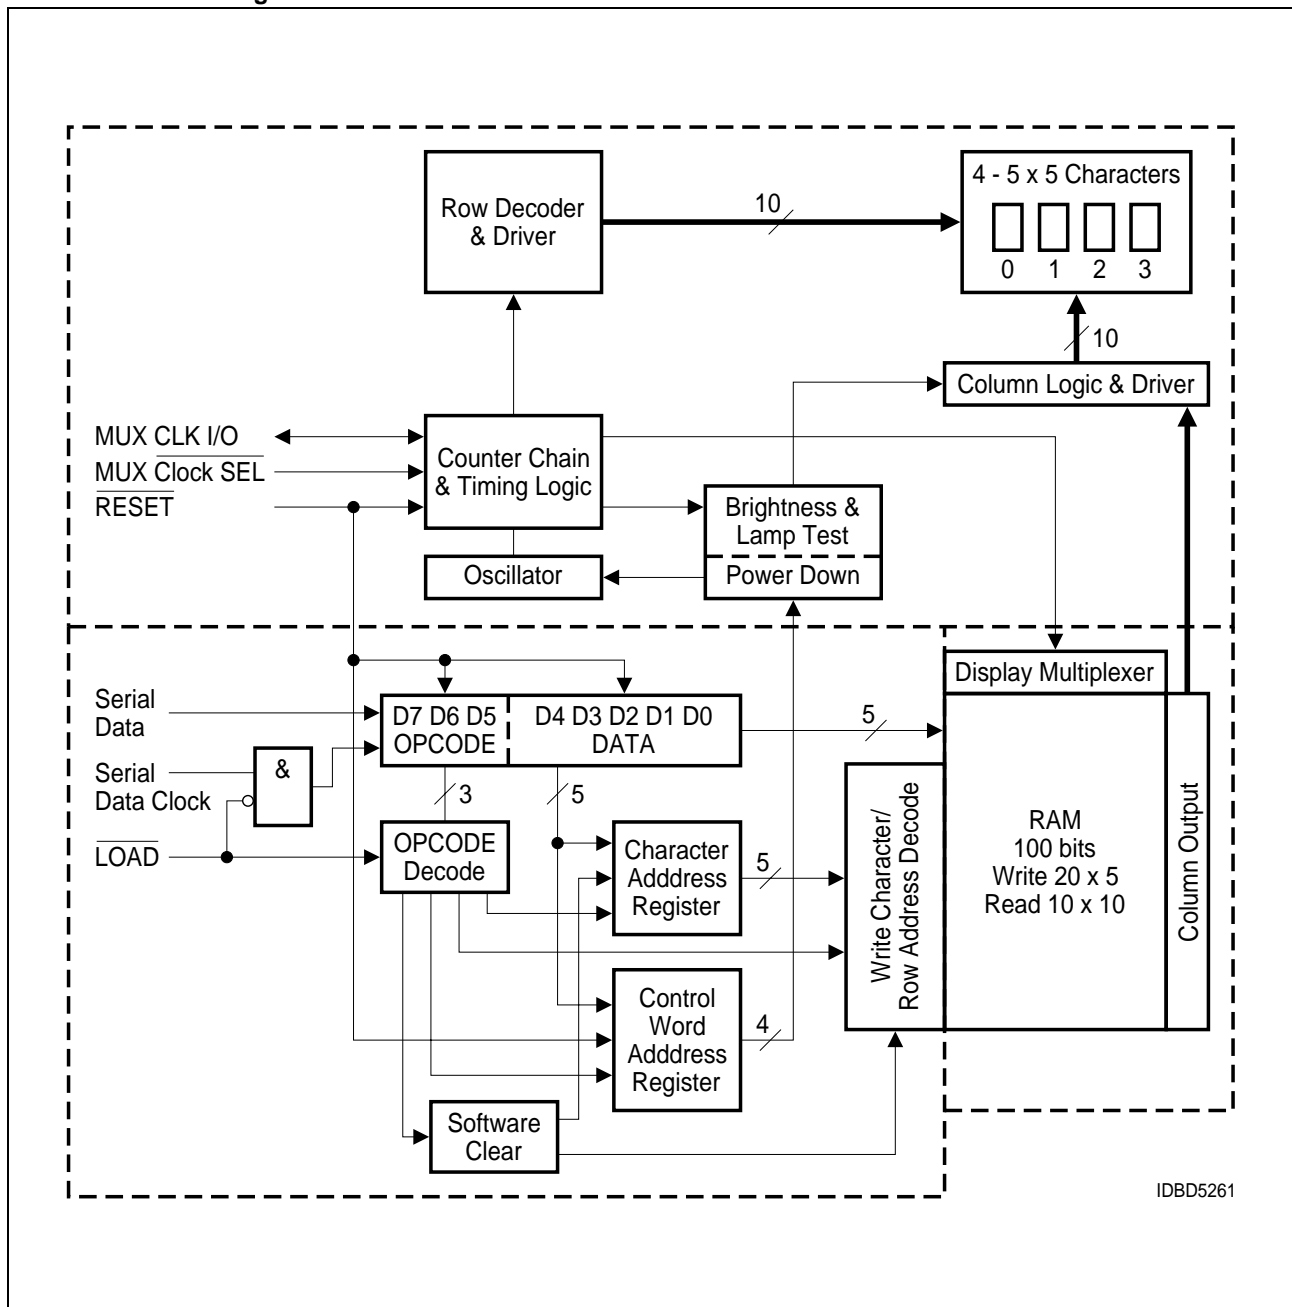 4 - 5 x 5 Characters
0 1 2 3
Row Decoder
& Driver
10
10
Column Logic & Driver
MUX CLK I/O
MUX Clock SEL
RESET
Counter Chain
& Timing Logic
Brightness &
Lamp Test
Power Down
Oscillator
Display Multiplexer
Serial
Data
D7 D6 D5
OPCODE
D4 D3 D2 D1 D0
DATA
5
Serial
Data Clock
&
3
5
LOAD
OPCODE
Decode
Character
Adddress
Register
5
Write Character/
Row Address Decode
RAM
100 bits
Write 20 x 5
Read 10 x 10
Column Output
Control
Word
Adddress
Register
4
Software
Clear
IDBD5261